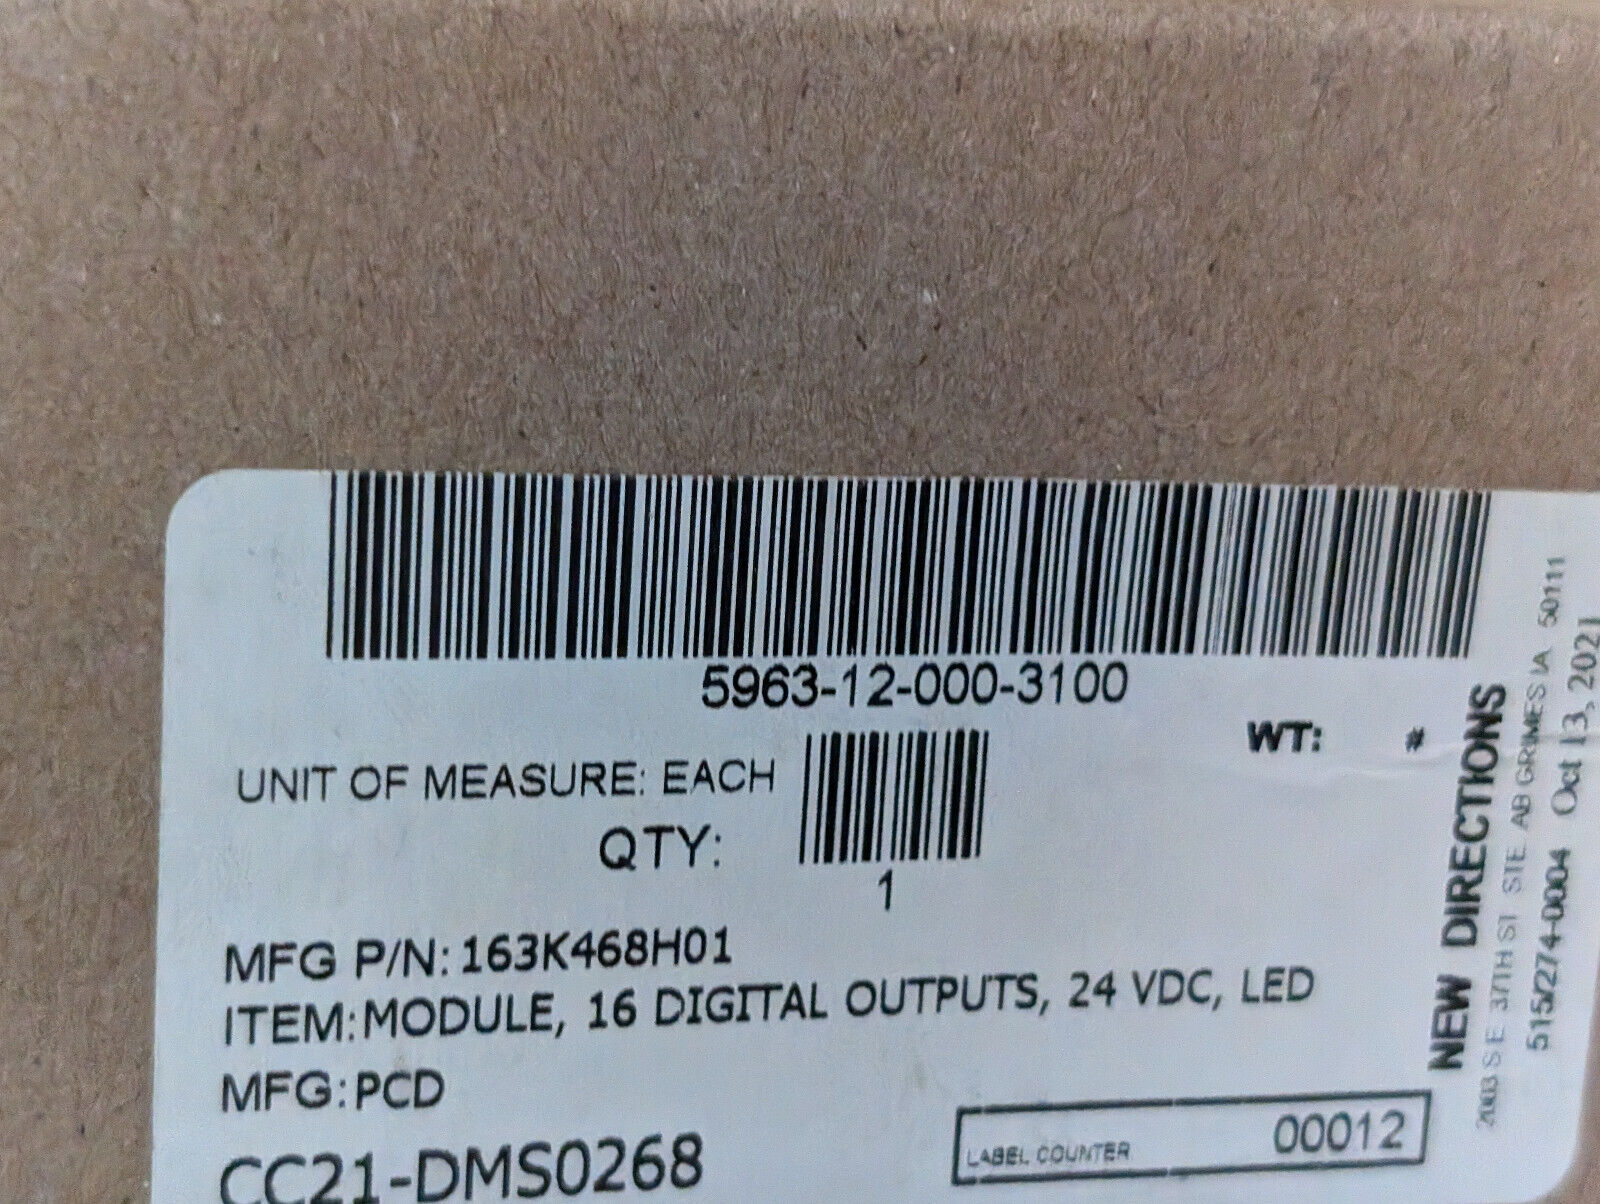 5963-12-000-3100
UNIT OF MEASURE: EACH
WT: #
QTY:
1
MFG P/N: 163K468H01
ITEM: MODULE, 16 DIGITAL OUTPUTS, 24 VDC, LED
MFG: PCD
CC21-DMS0268
LABEL COUNTER 00012
NEW DIRECTIONS
2003 SE 37TH ST STE AB GRIMES IA 50111
515/274-0004 Oct 13, 2021